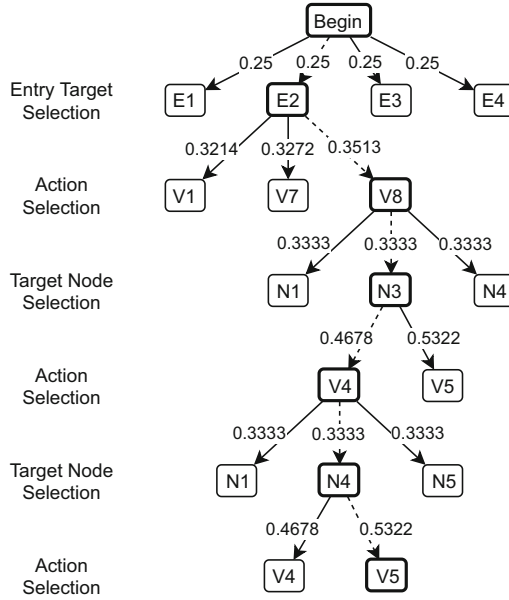 Begin
0.25 0.25 0.25 0.25
Entry Target
Selection
E1 E2 E3 E4
0.3214 0.3272 0.3513
Action
Selection
V1 V7 V8
0.3333 0.3333 0.3333
Target Node
Selection
N1 N3 N4
0.4678 0.5322
Action
Selection
V4 V5
0.3333 0.3333 0.3333
Target Node
Selection
N1 N4 N5
0.4678 0.5322
Action
Selection
V4 V5